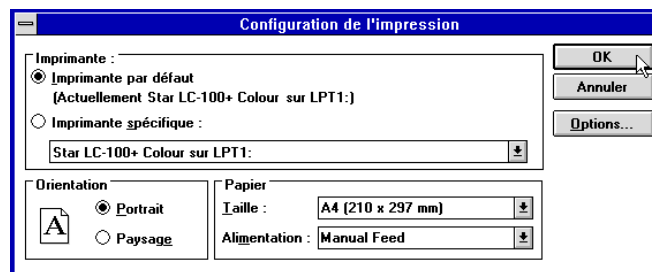 Configuration de l'impression
Imprimante :
Imprimante par défaut
(Actuellement Star LC-100+ Colour sur LPT1:)
Imprimante spécifique :
Star LC-100+ Colour sur LPT1:
OK
Annuler
Options...
Orientation
A
Portrait
Paysage
Papier
Taille : A4 (210 x 297 mm)
Alimentation : Manual Feed